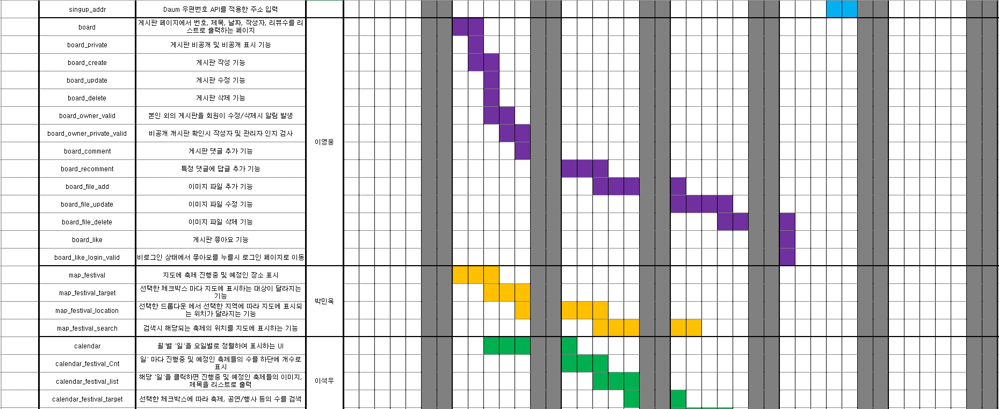 singup_addr
Daum 우편번호 API를 적용한 주소 입력
board
게시판 페이지에서 번호, 제목, 날짜, 작성자, 리뷰수를 리
스트로 출력하는 페이지
board_private
게시판 비공개 및 비공개 표시 기능
board_create
게시판 작성 기능
board_update
게시판 수정 기능
board_delete
게시판 삭제 기능
board_owner_valid
본인 외의 게시판을 회원이 수정/삭제시 알림 발생
board_owner_private_valid
비공개 개시판 확인시 작성자 및 관리자 인지 검사
이영웅
board_comment
게시판 댓글 추가 기능
board_recomment
특정 댓글에 답글 추가 기능
board_file_add
이미지 파일 추가 기능
board_file_update
이미지 파일 수정 기능
board_file_delete
이미지 파일 삭제 기능
board_like
게시판 좋아요 기능
board_like_login_valid
비로그인 상태에서 좋아요를 누를시 로그인 페이지로 이동
map_festival
지도에 축제 진행중 및 예정인 장소 표시
map_festival_target
선택한 체크박스 마다 지도에 표시하는 대상이 달라지는
기능
박민욱
map_festival_location
선택한 드롭다운 에서 선택한 지역에 따라 지도에 표시되
는 위치가 달라지는 기능
map_festival_search
검색시 해당되는 축제의 위치를 지도에 표시하는 기능
calendar
월'별 '일'을 요일별로 정렬하여 표시하는 UI
calendar_festival_Cnt
일' 마다 진행중 및 예정인 축제들의 수를 하단에 개수로
표시
calendar_festival_list
해당 '일'을 클릭하면 진행중 및 예정인 축제들의 이미지,
제목을 리스트로 출력
이석우
calendar_festival_target
선택한 체크박스에 따라 축제, 공연/행사 등의 수를 검색